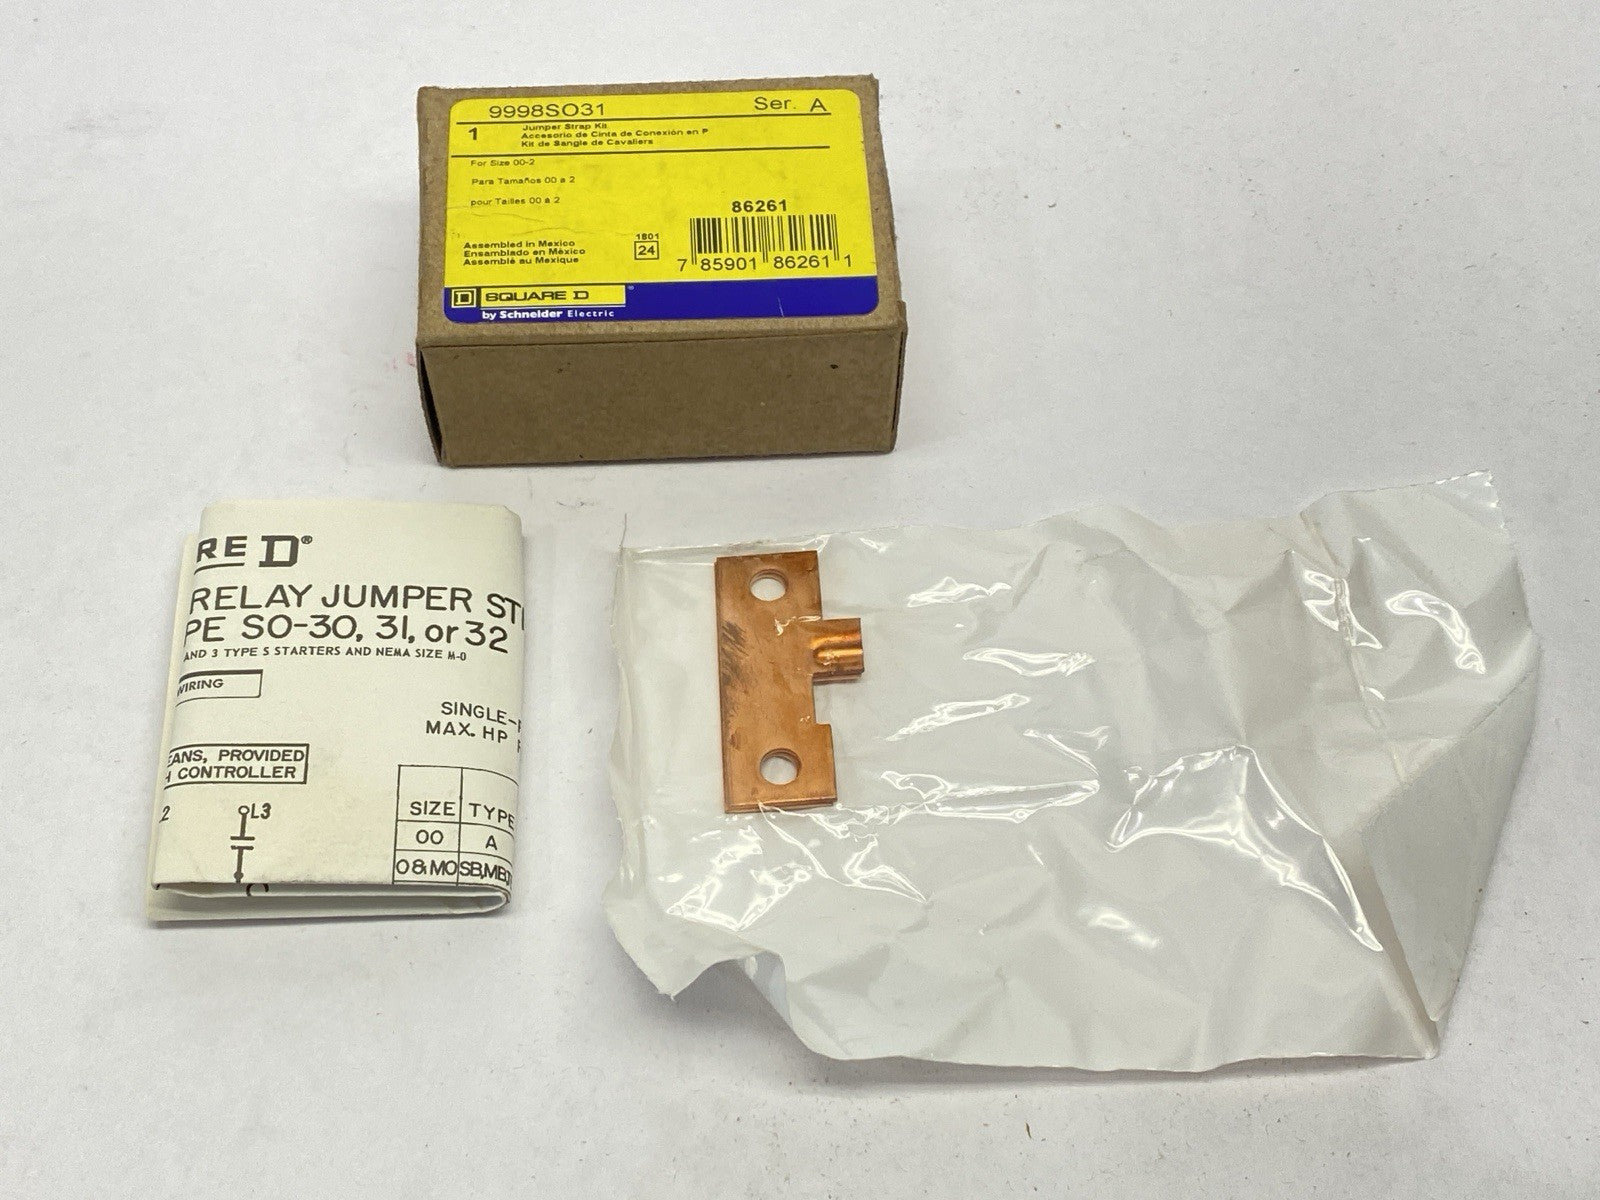 9998SO31 Ser. A
1 Jumper Strap Kit
Accesorio de Cinta de Conexión en P
Kit de Sangle de Cavaliers
For Size 00-2
Para Tamaños 00 a 2
pour Tailles 00 à 2
86261
Assembled in Mexico
Ensamblado en México
Assemblé au Mexique
1801
24
7 85901 86261 1
D SQUARE D ®
by Schneider Electric
RE D®
RELAY JUMPER ST
PE SO-30, 31, or 32
AND 3 TYPE S STARTERS AND NEMA SIZE M-0
WIRING
SINGLE-
MAX. HP
EANS, PROVIDED
H CONTROLLER
2 L3
SIZE TYPE
00 A
0 & M0 SB,MB,